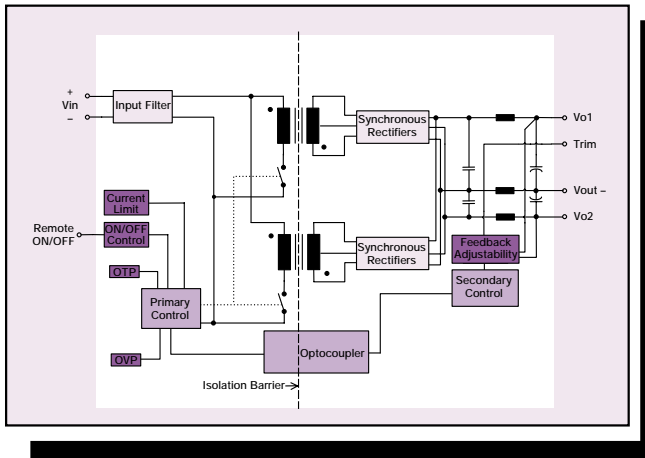 +
Vin
–
Input Filter
Synchronous
Rectifiers
Vo1
Trim
Vout –
Vo2
Current
Limit
Remote
ON/OFF
ON/OFF
Control
OTP
Primary
Control
OVP
Synchronous
Rectifiers
Feedback
Adjustability
Secondary
Control
Optocoupler
Isolation Barrier